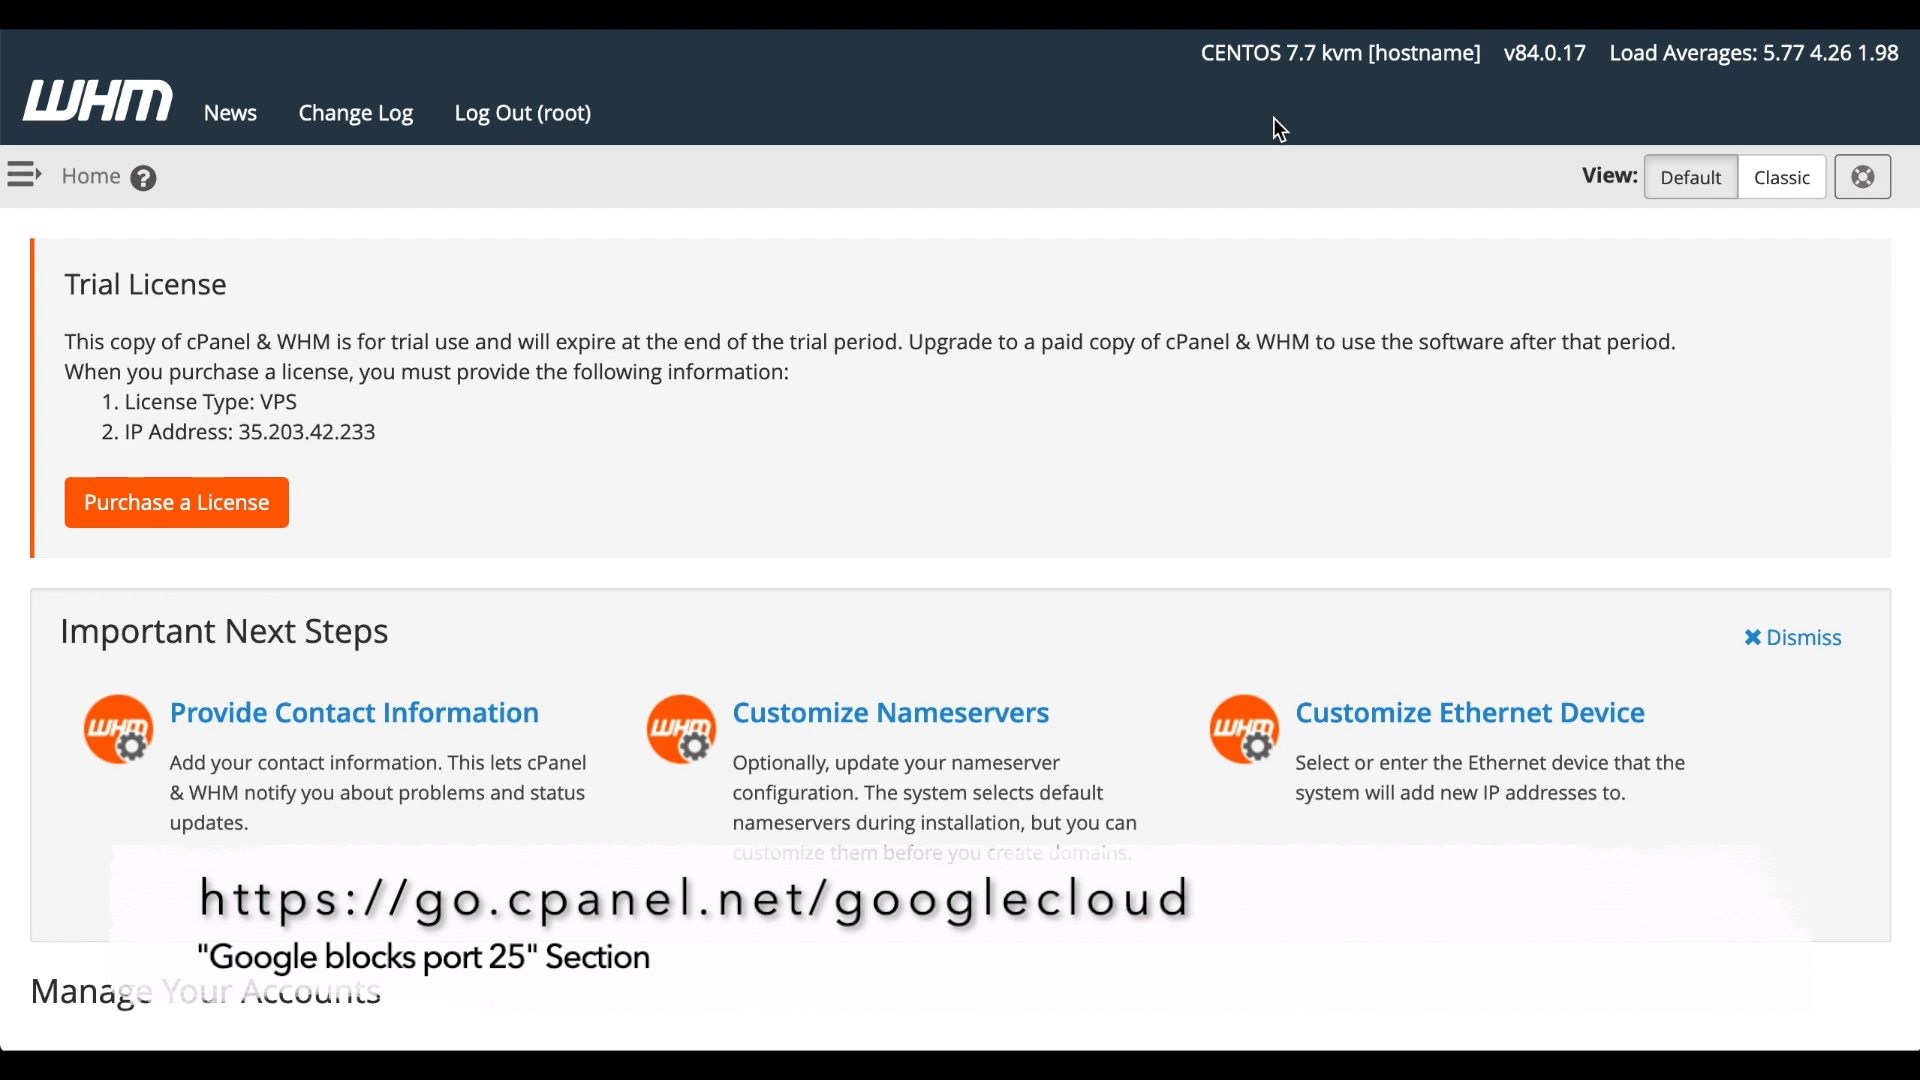 CENTOS 7.7 kvm [hostname] v84.0.17 Load Averages: 5.77 4.26 1.98
WHM News Change Log Log Out (root)
Home ? View: Default Classic
Trial License
This copy of cPanel & WHM is for trial use and will expire at the end of the trial period. Upgrade to a paid copy of cPanel & WHM to use the software after that period.
When you purchase a license, you must provide the following information:
1. License Type: VPS
2. IP Address: 35.203.42.233
Purchase a License
Important Next Steps
Dismiss
WHM Provide Contact Information
Add your contact information. This lets cPanel
& WHM notify you about problems and status
updates.
WHM Customize Nameservers
Optionally, update your nameserver
configuration. The system selects default
nameservers during installation, but you can
customize them before you create domains.
WHM Customize Ethernet Device
Select or enter the Ethernet device that the
system will add new IP addresses to.
https://go.cpanel.net/googlecloud
"Google blocks port 25" Section
Manage Your Accounts